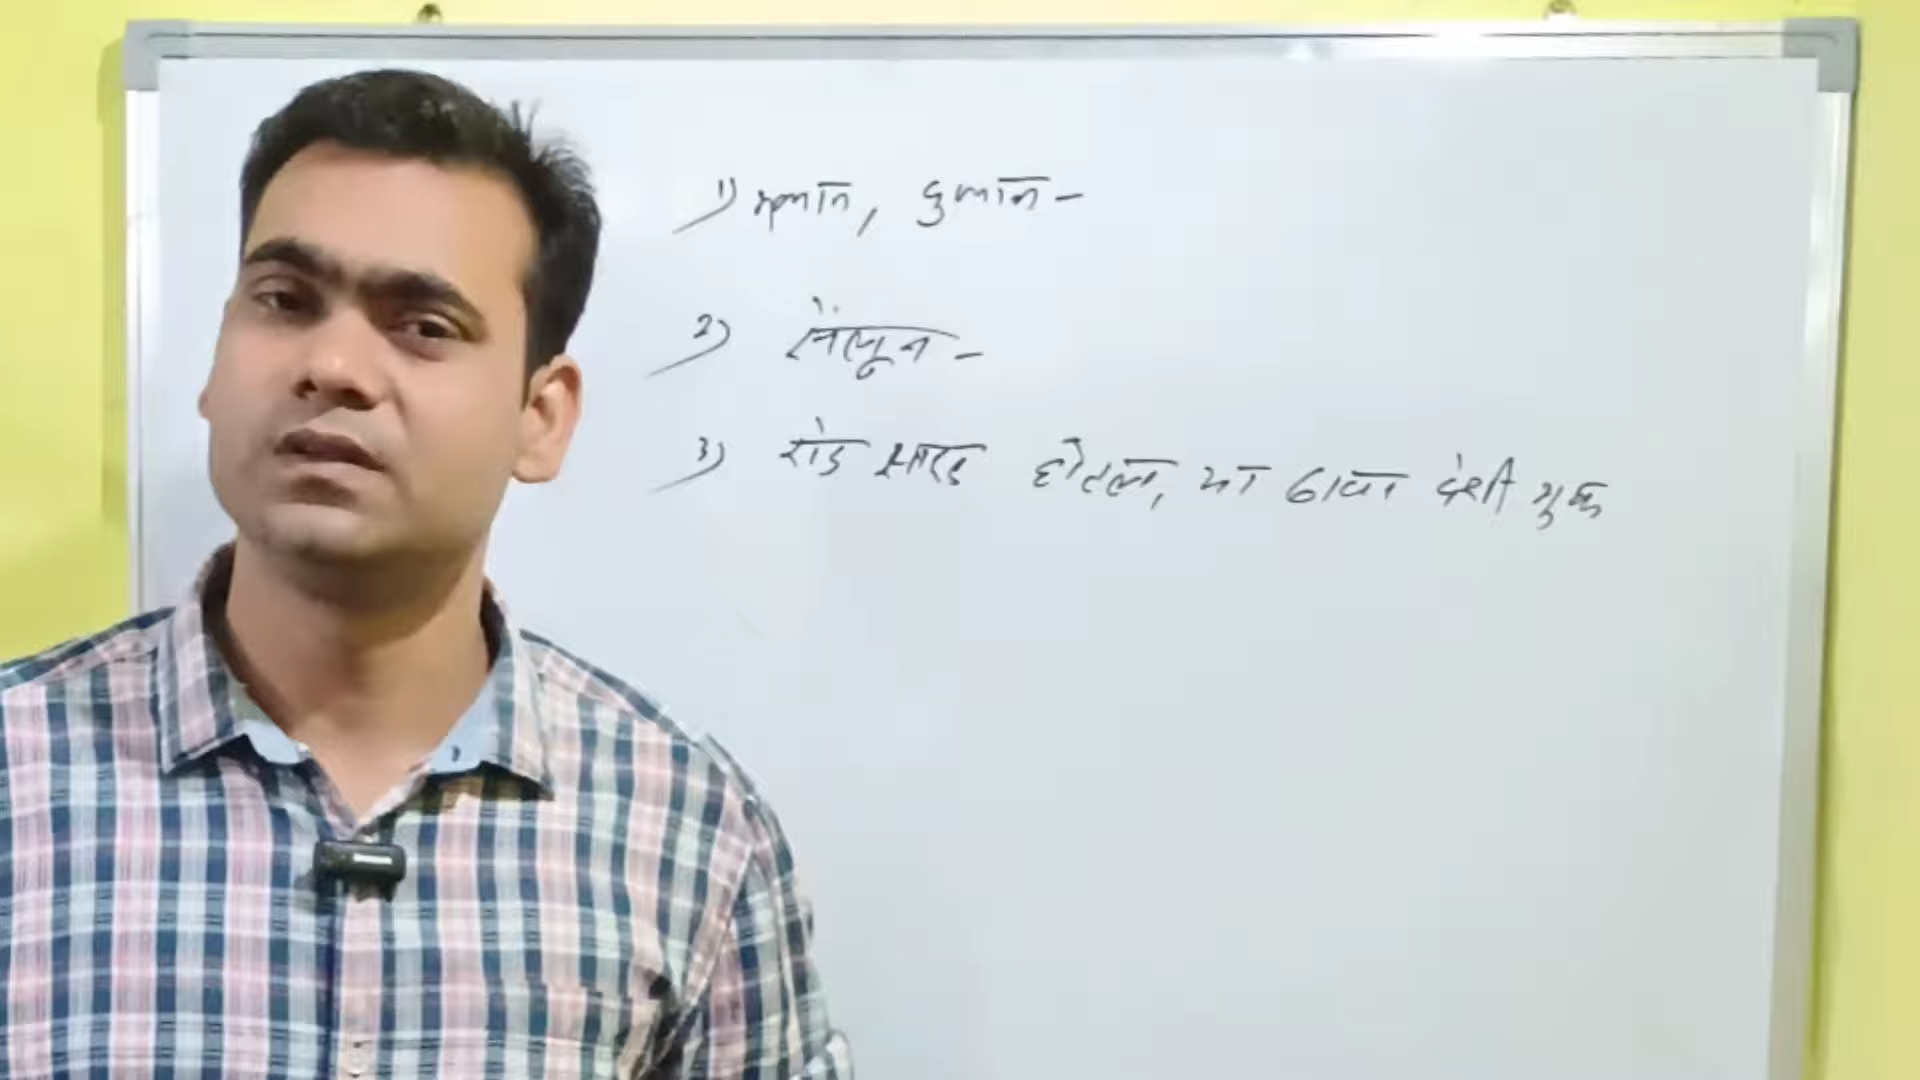 1) मकान, दुकान -
2) सैलून -
3) रोड साइड होटल, या ढाबा देशी मुर्गा